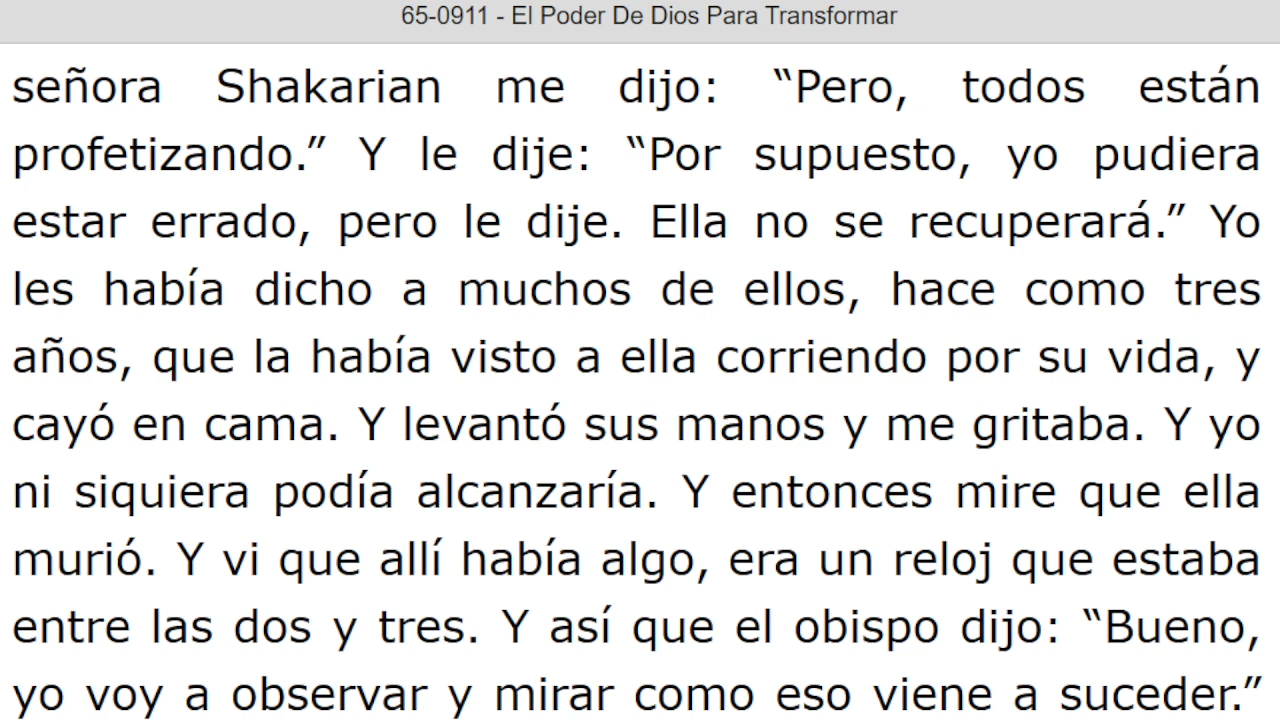 65-0911 - El Poder De Dios Para Transformar
señora Shakarian me dijo: “Pero, todos están
profetizando.” Y le dije: “Por supuesto, yo pudiera
estar errado, pero le dije. Ella no se recuperará.” Yo
les había dicho a muchos de ellos, hace como tres
años, que la había visto a ella corriendo por su vida, y
cayó en cama. Y levantó sus manos y me gritaba. Y yo
ni siquiera podía alcanzaría. Y entonces mire que ella
murió. Y vi que allí había algo, era un reloj que estaba
entre las dos y tres. Y así que el obispo dijo: “Bueno,
yo voy a observar y mirar como eso viene a suceder.”